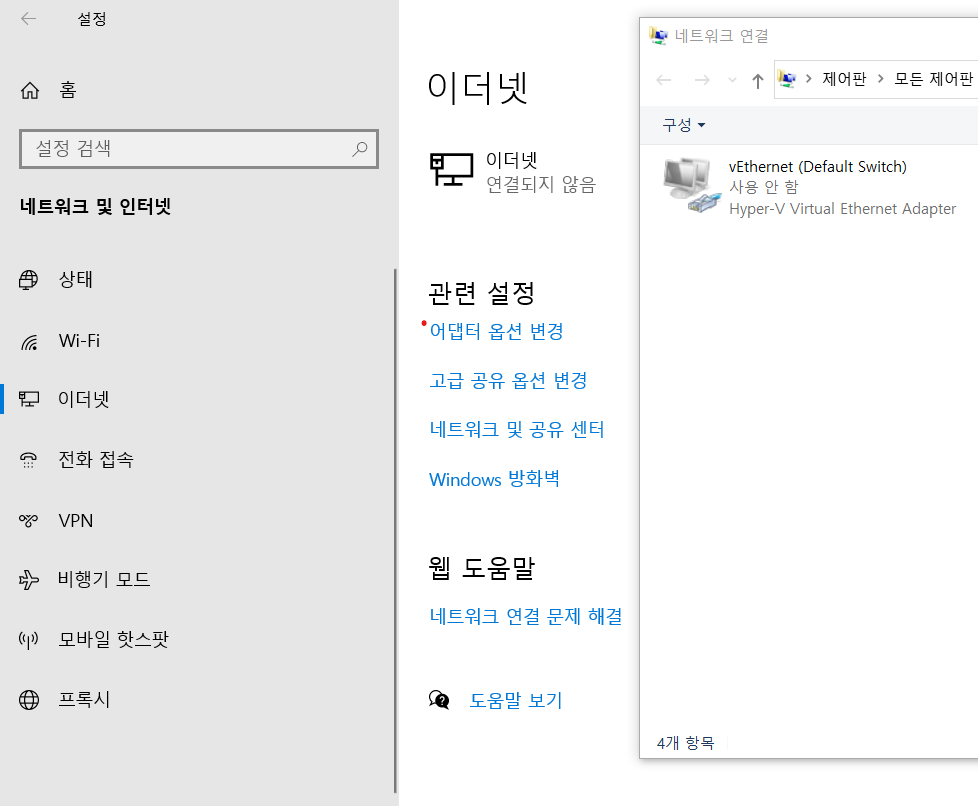 설정
홈
설정 검색
네트워크 및 인터넷
상태
Wi-Fi
이더넷
전화 접속
VPN
비행기 모드
모바일 핫스팟
프록시
이더넷
이더넷
연결되지 않음
관련 설정
어댑터 옵션 변경
고급 공유 옵션 변경
네트워크 및 공유 센터
Windows 방화벽
웹 도움말
네트워크 연결 문제 해결
도움말 보기
네트워크 연결
제어판 > 모든 제어판
구성
vEthernet (Default Switch)
사용 안 함
Hyper-V Virtual Ethernet Adapter
4개 항목